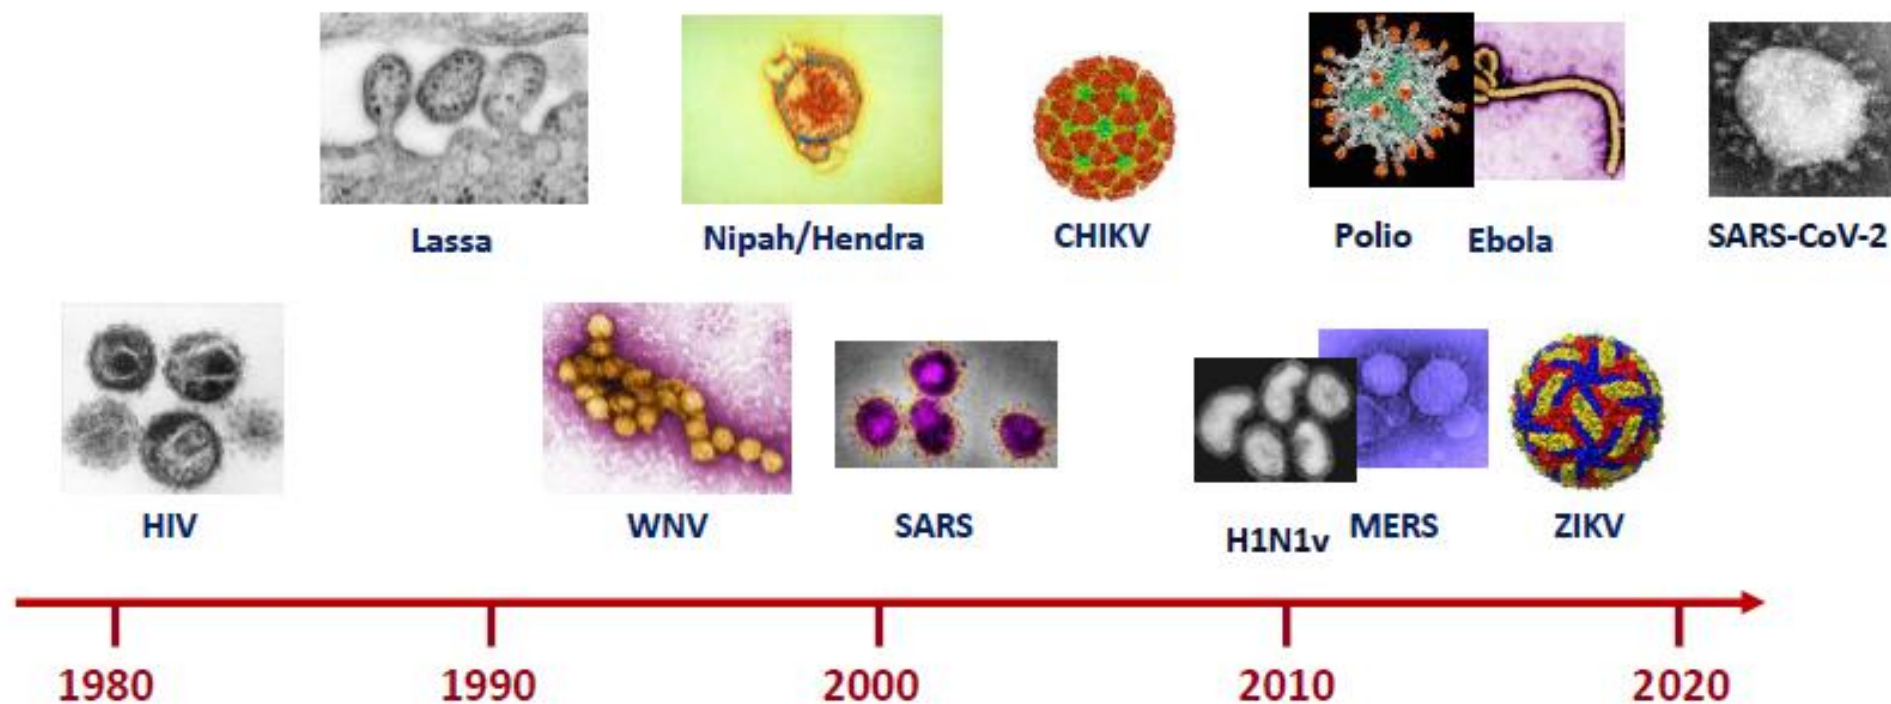 Lassa
Nipah/Hendra
CHIKV
Polio
Ebola
SARS-CoV-2
HIV
WNV
SARS
H1N1v
MERS
ZIKV
1980
1990
2000
2010
2020